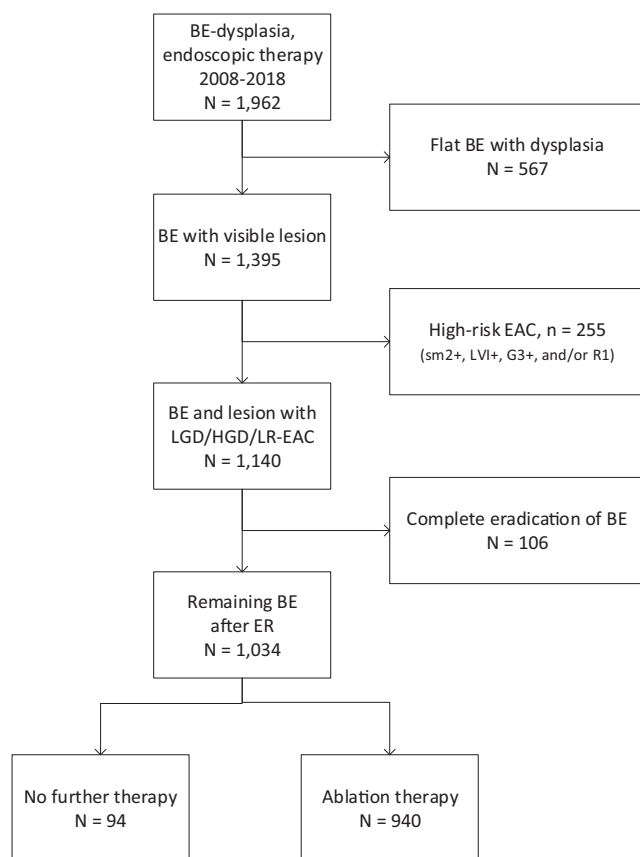 BE-dysplasia,
endoscopic therapy
2008-2018
N = 1,962
Flat BE with dysplasia
N = 567
BE with visible lesion
N = 1,395
High-risk EAC, n = 255
(sm2+, LVI+, G3+, and/or R1)
BE and lesion with
LGD/HGD/LR-EAC
N = 1,140
Complete eradication of BE
N = 106
Remaining BE
after ER
N = 1,034
No further therapy
N = 94
Ablation therapy
N = 940